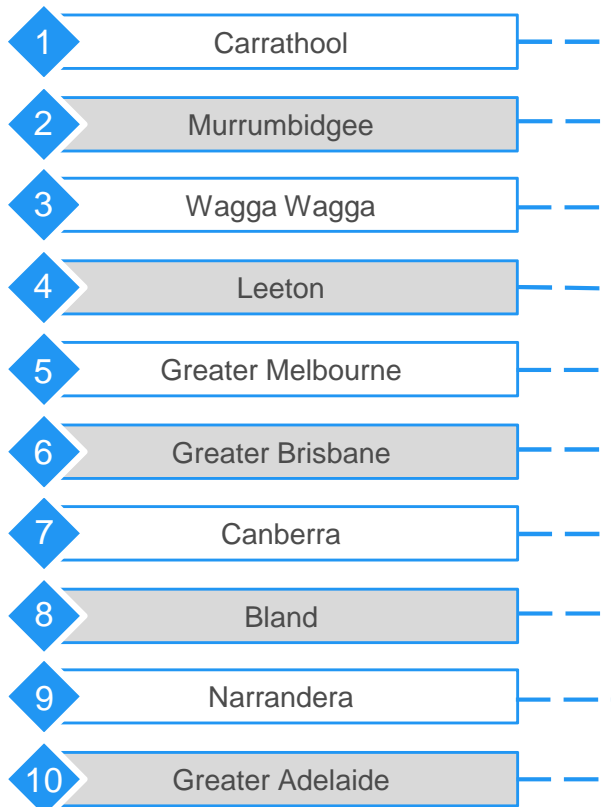 1 Carrathool
2 Murrumbidgee
3 Wagga Wagga
4 Leeton
5 Greater Melbourne
6 Greater Brisbane
7 Canberra
8 Bland
9 Narrandera
10 Greater Adelaide